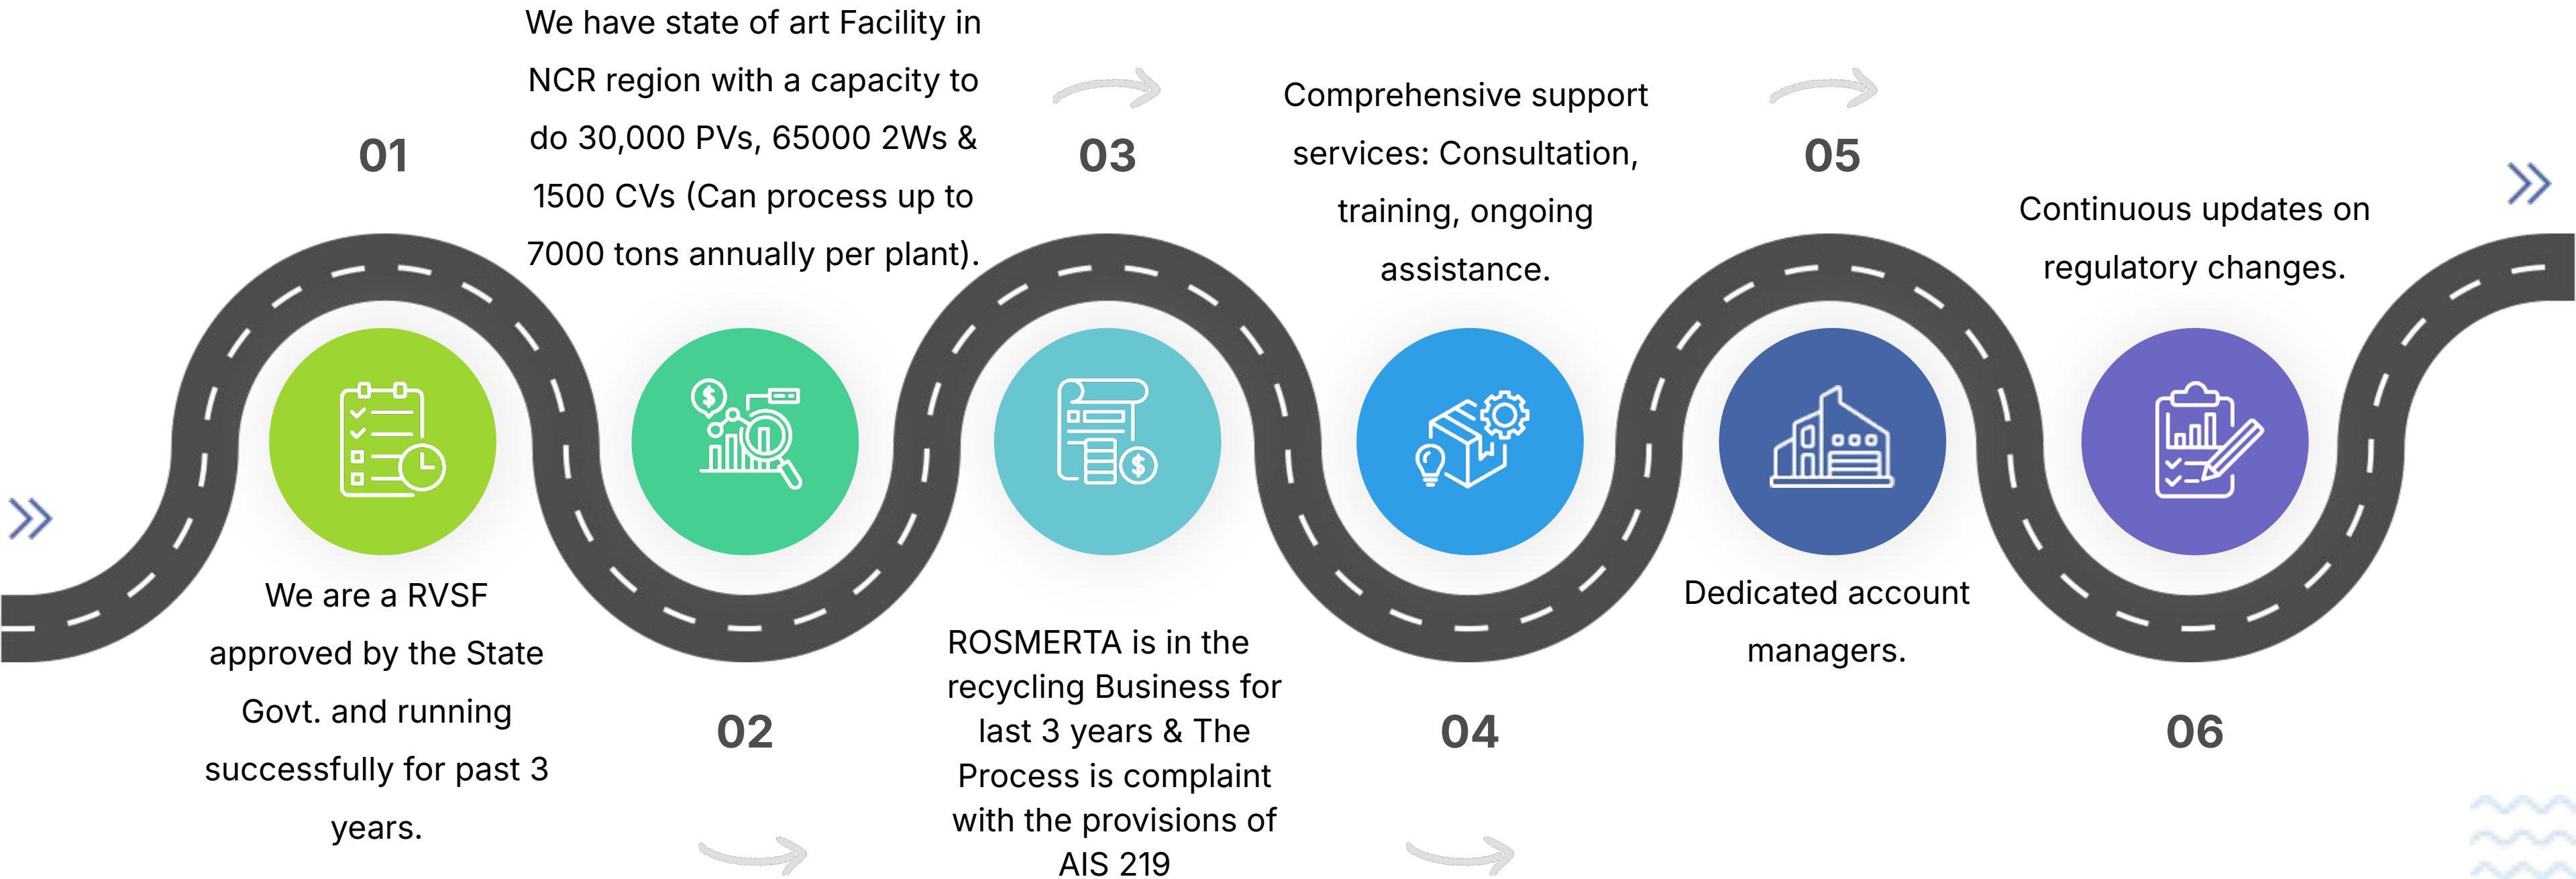 01
We are a RVSF
approved by the State
Govt. and running
successfully for past 3
years.
We have state of art Facility in
NCR region with a capacity to
do 30,000 PVs, 65000 2Ws &
1500 CVs (Can process up to
7000 tons annually per plant).
02
03
ROSMERTA is in the
recycling Business for
last 3 years & The
Process is complaint
with the provisions of
AIS 219
Comprehensive support
services: Consultation,
training, ongoing
assistance.
04
05
Dedicated account
managers.
Continuous updates on
regulatory changes.
06